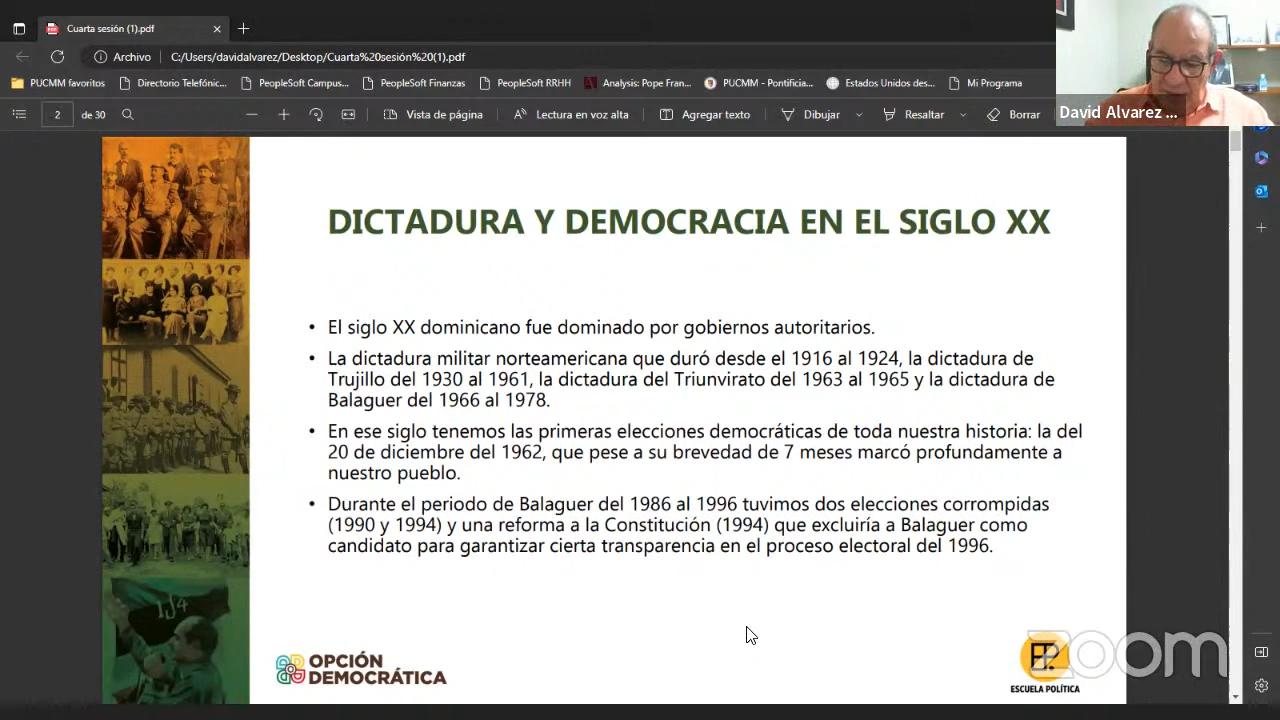 Cuarta sesión (1).pdf
Archivo
C:/Users/davidalvarez/Desktop/Cuarta%20sesión%20(1).pdf
PUCMM favoritos
Directorio Telefónic...
PeopleSoft Campus...
PeopleSoft Finanzas
PeopleSoft RRHH
Analysis: Pope Fran...
PUCMM - Pontificia...
Estados Unidos des...
Mi Programa
David Alvarez ...
2
de 30
Vista de página
Lectura en voz alta
Agregar texto
Dibujar
Resaltar
Borrar
DICTADURA Y DEMOCRACIA EN EL SIGLO XX
• El siglo XX dominicano fue dominado por gobiernos autoritarios.
• La dictadura militar norteamericana que duró desde el 1916 al 1924, la dictadura de
Trujillo del 1930 al 1961, la dictadura del Triunvirato del 1963 al 1965 y la dictadura de
Balaguer del 1966 al 1978.
• En ese siglo tenemos las primeras elecciones democráticas de toda nuestra historia: la del
20 de diciembre del 1962, que pese a su brevedad de 7 meses marcó profundamente a
nuestro pueblo.
• Durante el periodo de Balaguer del 1986 al 1996 tuvimos dos elecciones corrompidas
(1990 y 1994) y una reforma a la Constitución (1994) que excluiría a Balaguer como
candidato para garantizar cierta transparencia en el proceso electoral del 1996.
1J4
OPCIÓN
DEMOCRÁTICA
EP.
ESCUELA POLÍTICA
zoom